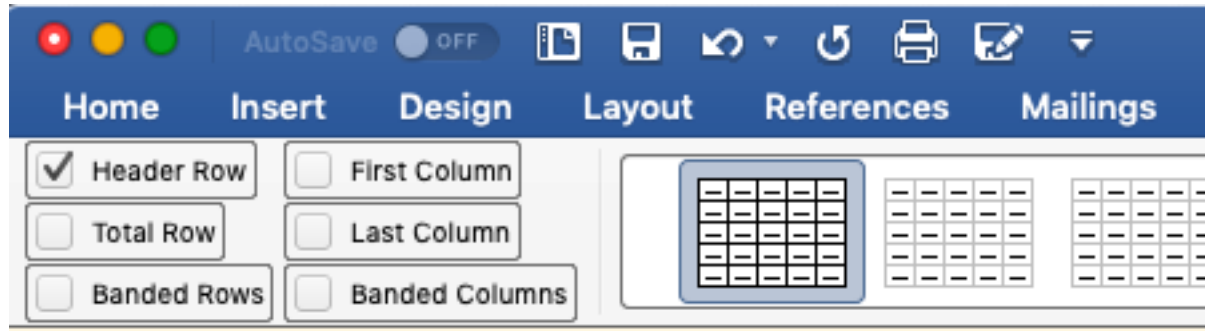 AutoSave OFF
Home Insert Design Layout References Mailings
Header Row First Column
Total Row Last Column
Banded Rows Banded Columns